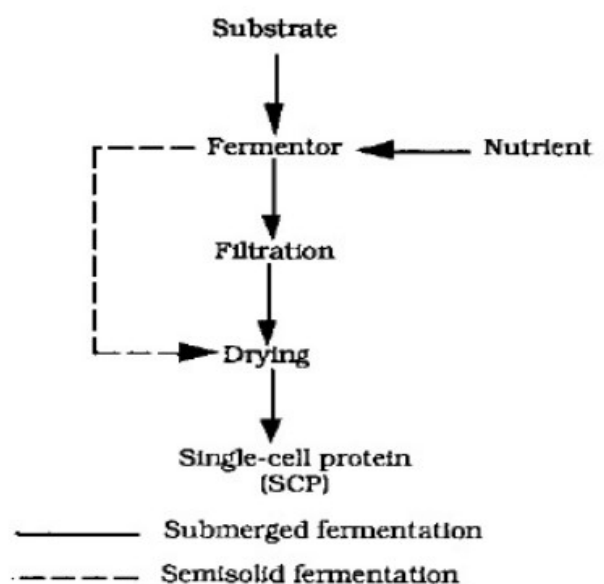 Substrate
Fermentor
Nutrient
Filtration
Drying
Single-cell protein
(SCP)
Submerged fermentation
Semisolid fermentation